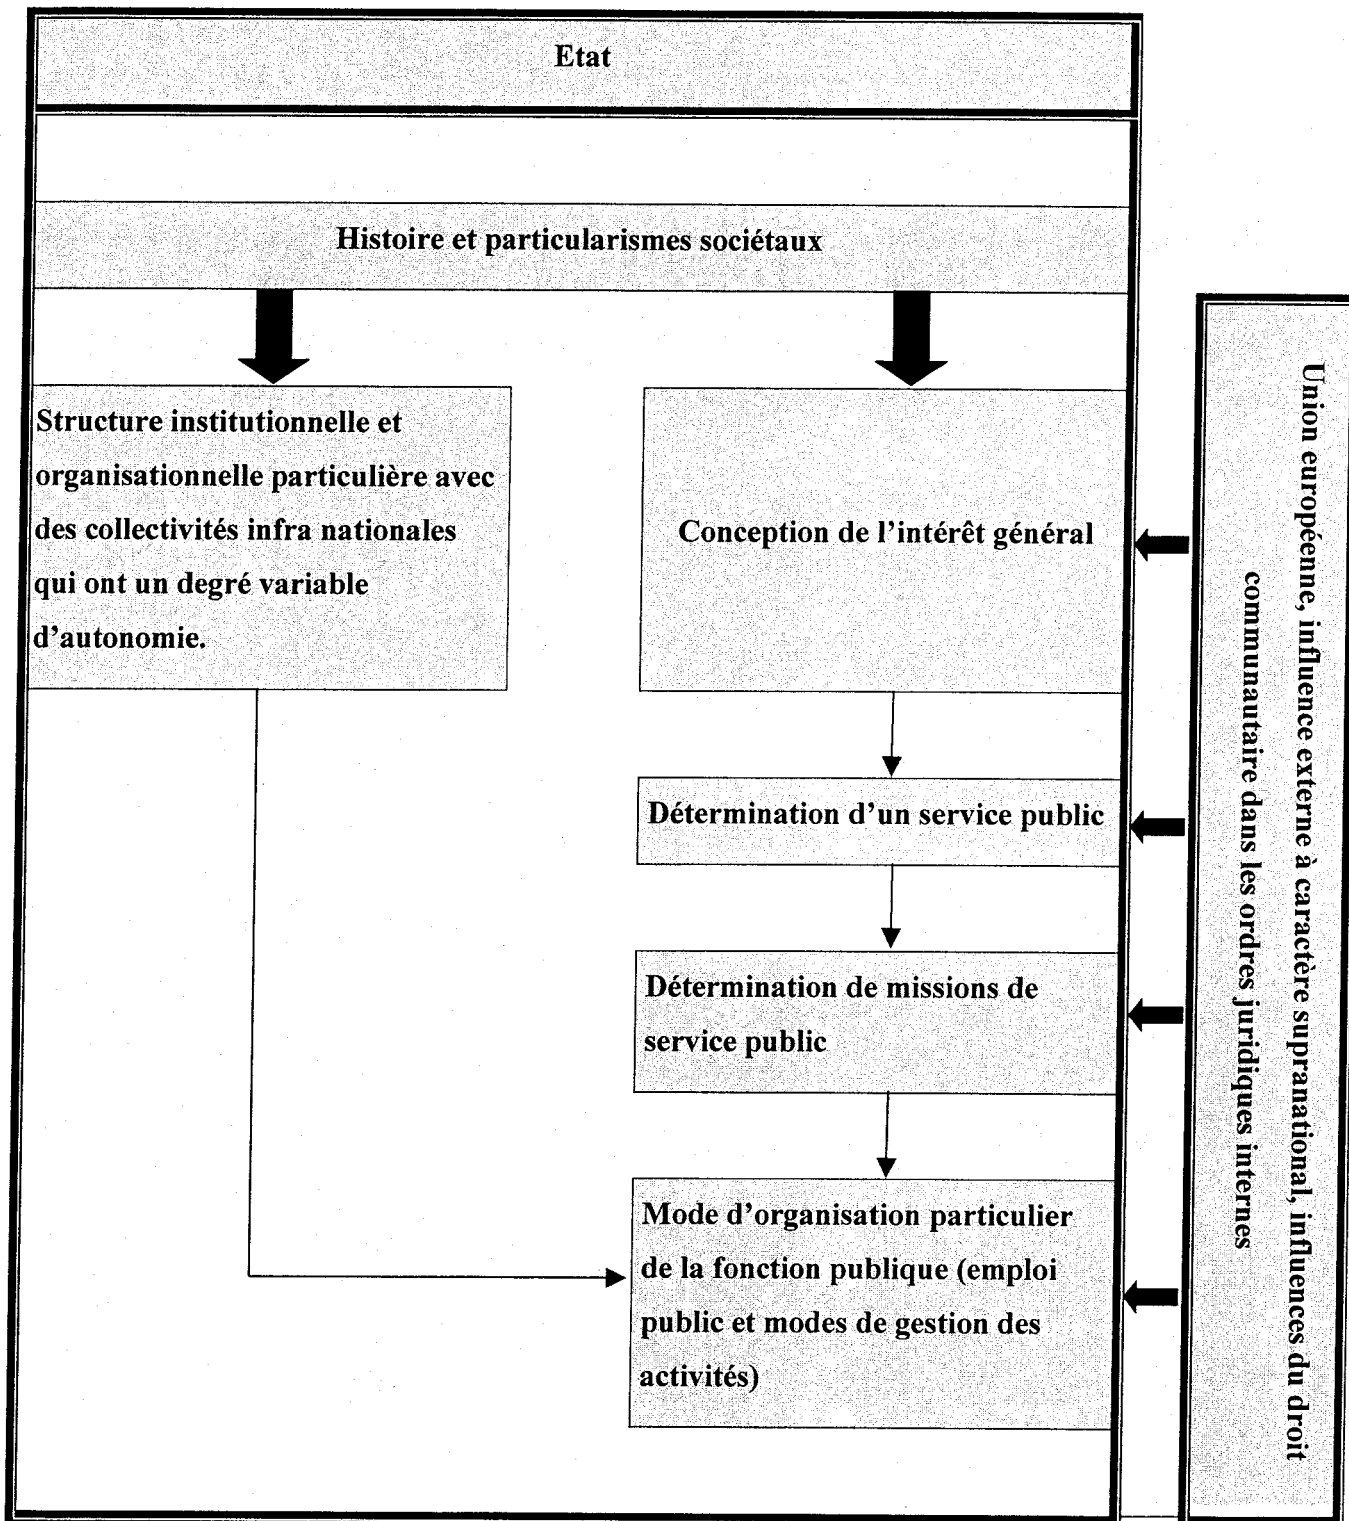 Etat
Histoire et particularismes sociétaux
Structure institutionnelle et
organisationnelle particulière avec
des collectivités infra nationales
qui ont un degré variable
d’autonomie.
Conception de l’intérêt général
Détermination d’un service public
Détermination de missions de
service public
Mode d’organisation particulier
de la fonction publique (emploi
public et modes de gestion des
activités)
Union européenne, influence externe à caractère supranational, influences du droit
communautaire dans les ordres juridiques internes